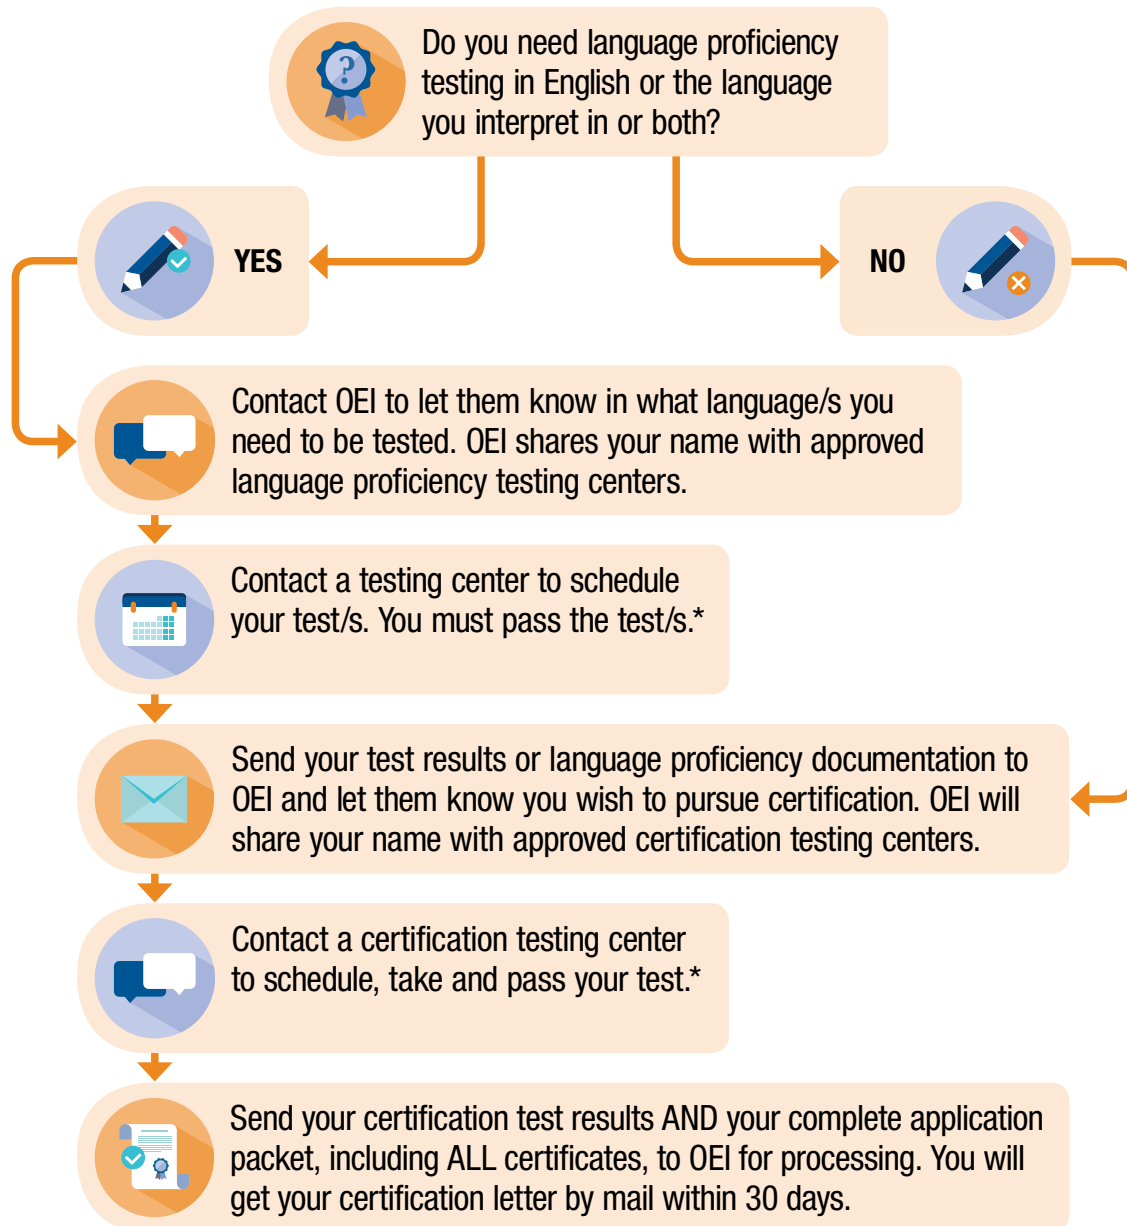 Do you need language proficiency
testing in English or the language
you interpret in or both?
?
YES
NO
Contact OEI to let them know in what language/s you
need to be tested. OEI shares your name with approved
language proficiency testing centers.
Contact a testing center to schedule
your test/s. You must pass the test/s.*
Send your test results or language proficiency documentation to
OEI and let them know you wish to pursue certification. OEI will
share your name with approved certification testing centers.
Contact a certification testing center
to schedule, take and pass your test.*
Send your certification test results AND your complete application
packet, including ALL certificates, to OEI for processing. You will
get your certification letter by mail within 30 days.